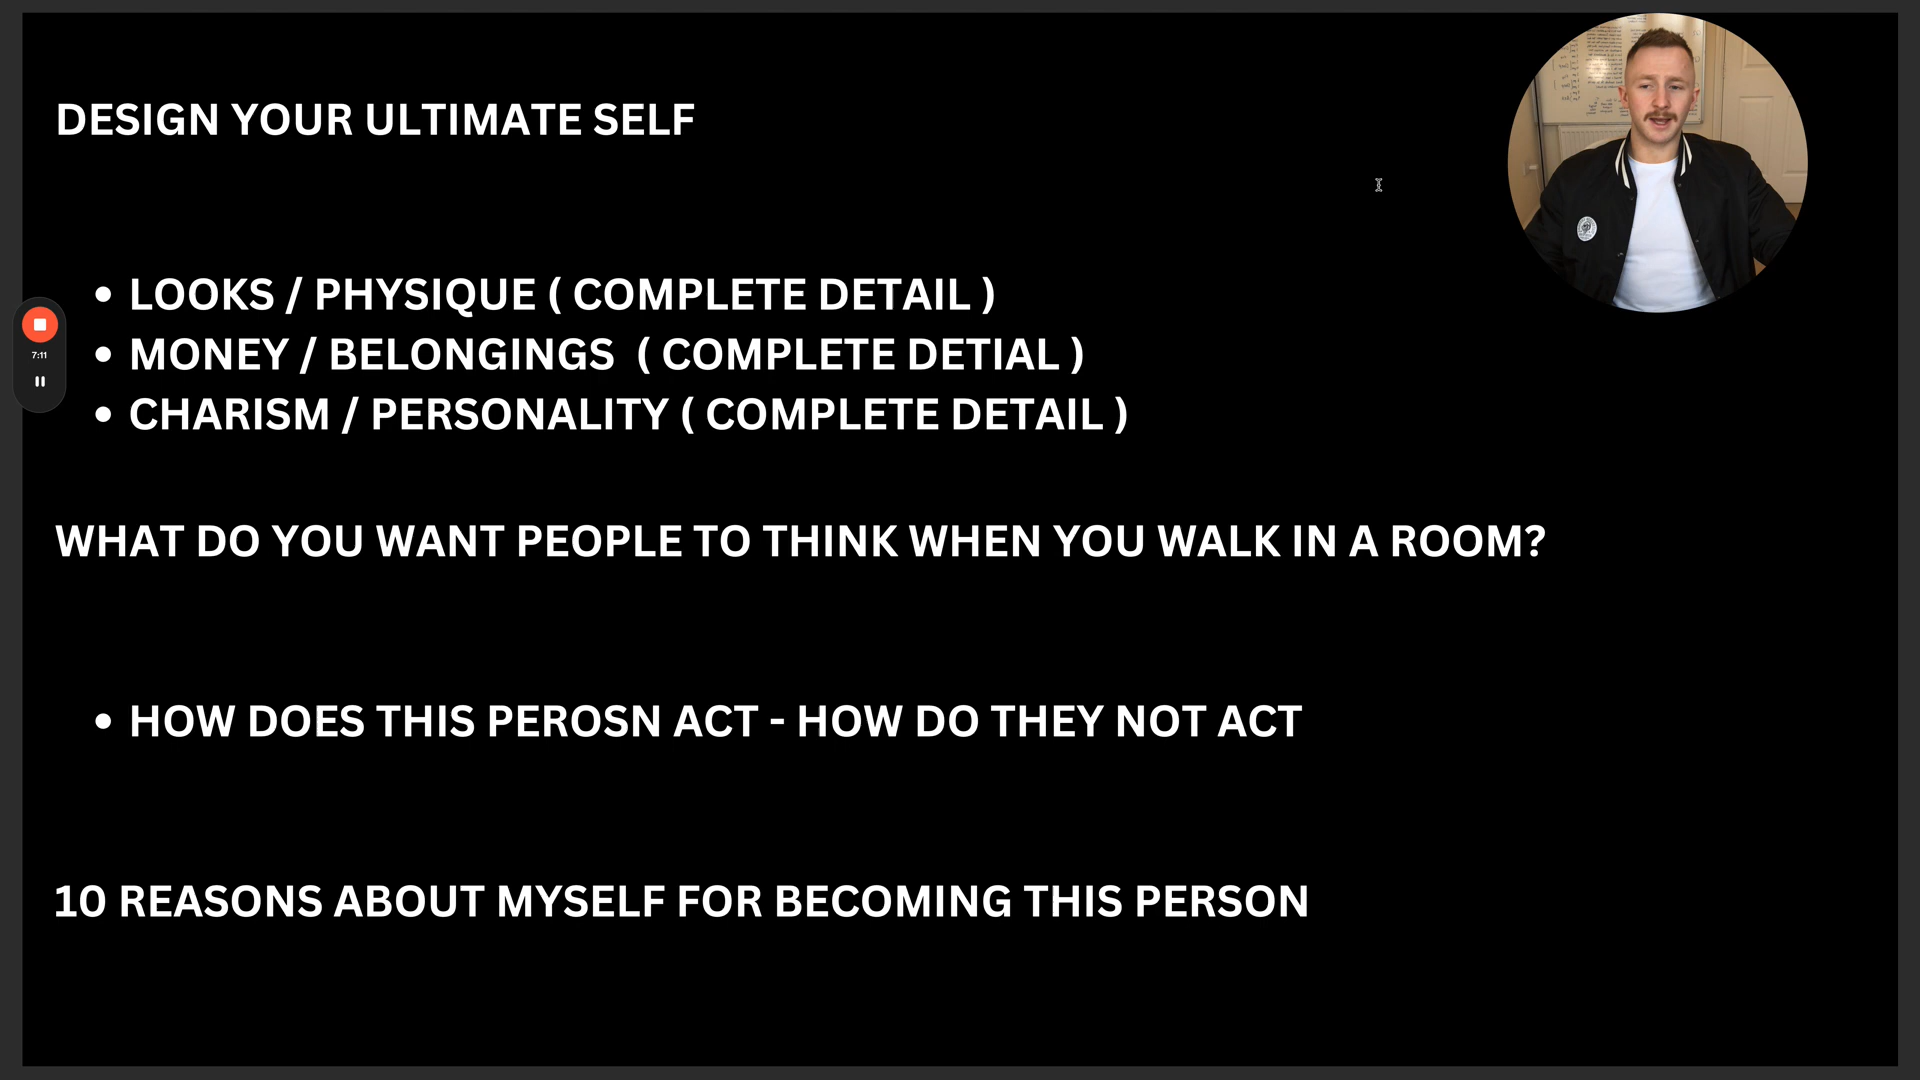 DESIGN YOUR ULTIMATE SELF
• LOOKS / PHYSIQUE ( COMPLETE DETAIL )
• MONEY / BELONGINGS ( COMPLETE DETIAL )
• CHARISM / PERSONALITY ( COMPLETE DETAIL )
7:11
WHAT DO YOU WANT PEOPLE TO THINK WHEN YOU WALK IN A ROOM?
• HOW DOES THIS PEROSN ACT - HOW DO THEY NOT ACT
10 REASONS ABOUT MYSELF FOR BECOMING THIS PERSON